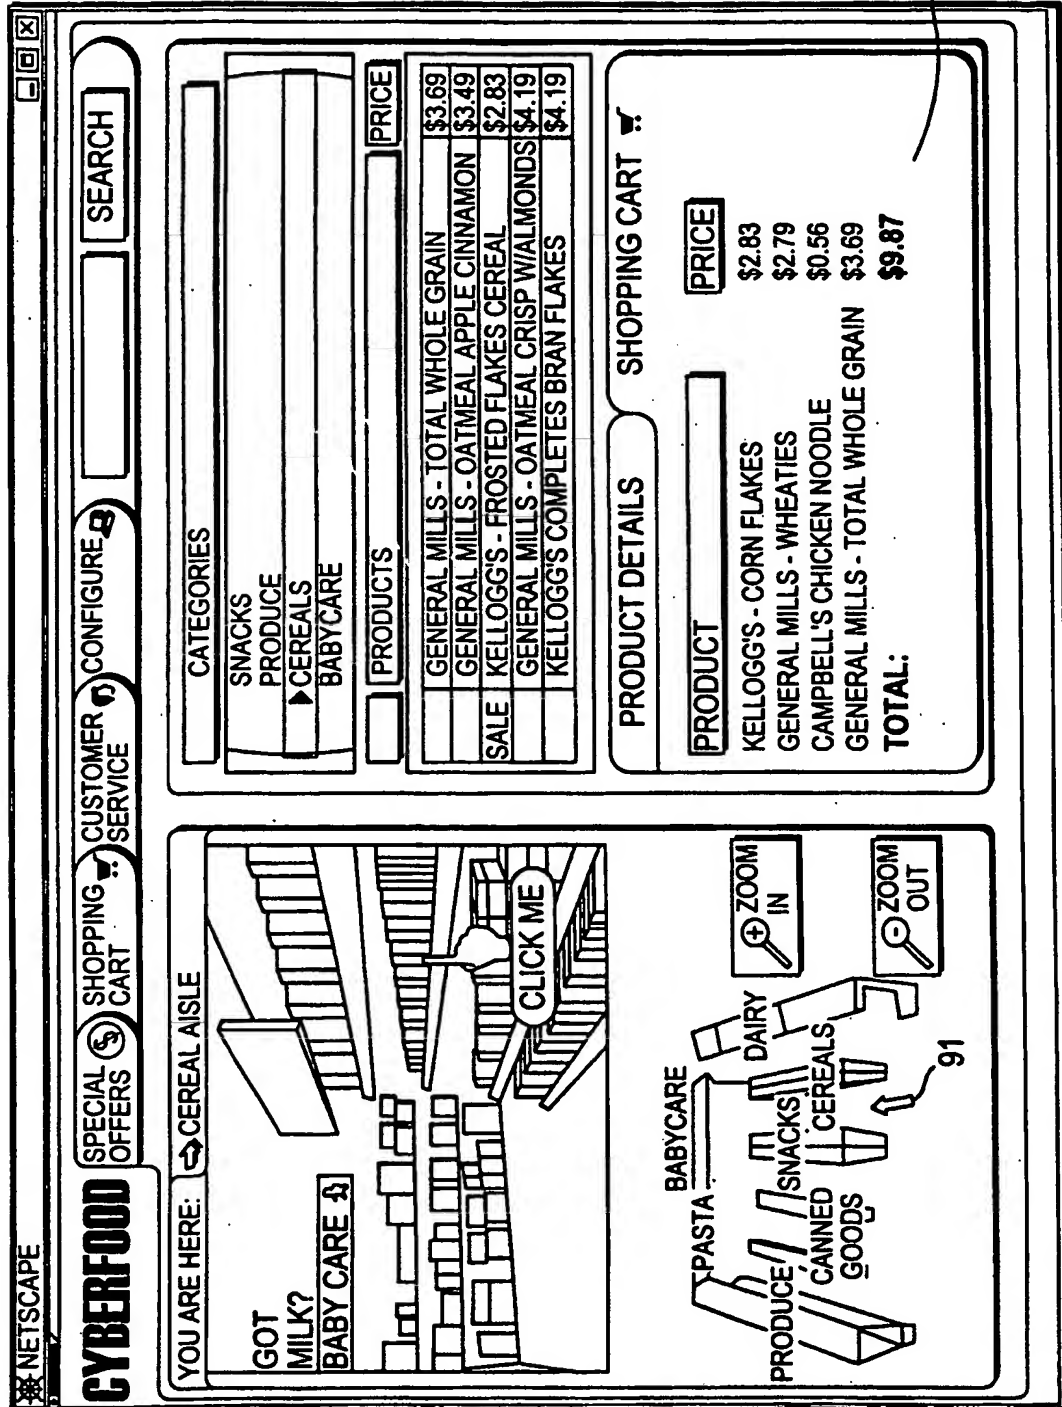 NETSCAPE
CYBERFOOD
SPECIAL OFFERS $
SHOPPING CART
CUSTOMER SERVICE
CONFIGURE
SEARCH
YOU ARE HERE: CEREAL AISLE
GOT
MILK?
BABY CARE
CLICK ME
BABYCARE
PASTA
DAIRY
PRODUCE
CANNED
GOODS
SNACKS
CEREALS
91
+ ZOOM
IN
- ZOOM
OUT
CATEGORIES
SNACKS
PRODUCE
CEREALS
BABYCARE
PRODUCTS PRICE
GENERAL MILLS - TOTAL WHOLE GRAIN $3.69
GENERAL MILLS - OATMEAL APPLE CINNAMON $3.49
SALE KELLOGG'S - FROSTED FLAKES CEREAL $2.83
GENERAL MILLS - OATMEAL CRISP W/ALMONDS $4.19
KELLOGG'S COMPLETES BRAN FLAKES $4.19
PRODUCT DETAILS SHOPPING CART
PRODUCT PRICE
KELLOGG'S - CORN FLAKES $2.83
GENERAL MILLS - WHEATIES $2.79
CAMPBELL'S CHICKEN NOODLE $0.56
GENERAL MILLS - TOTAL WHOLE GRAIN $3.69
TOTAL: $9.87